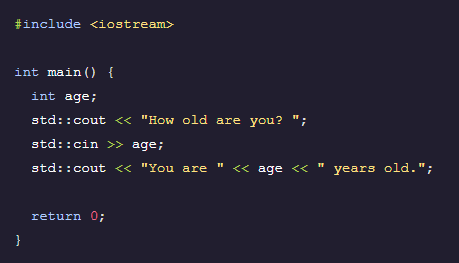 #include <iostream>

int main() {
  int age;
  std::cout << "How old are you? ";
  std::cin >> age;
  std::cout << "You are " << age << " years old.";

  return 0;
}